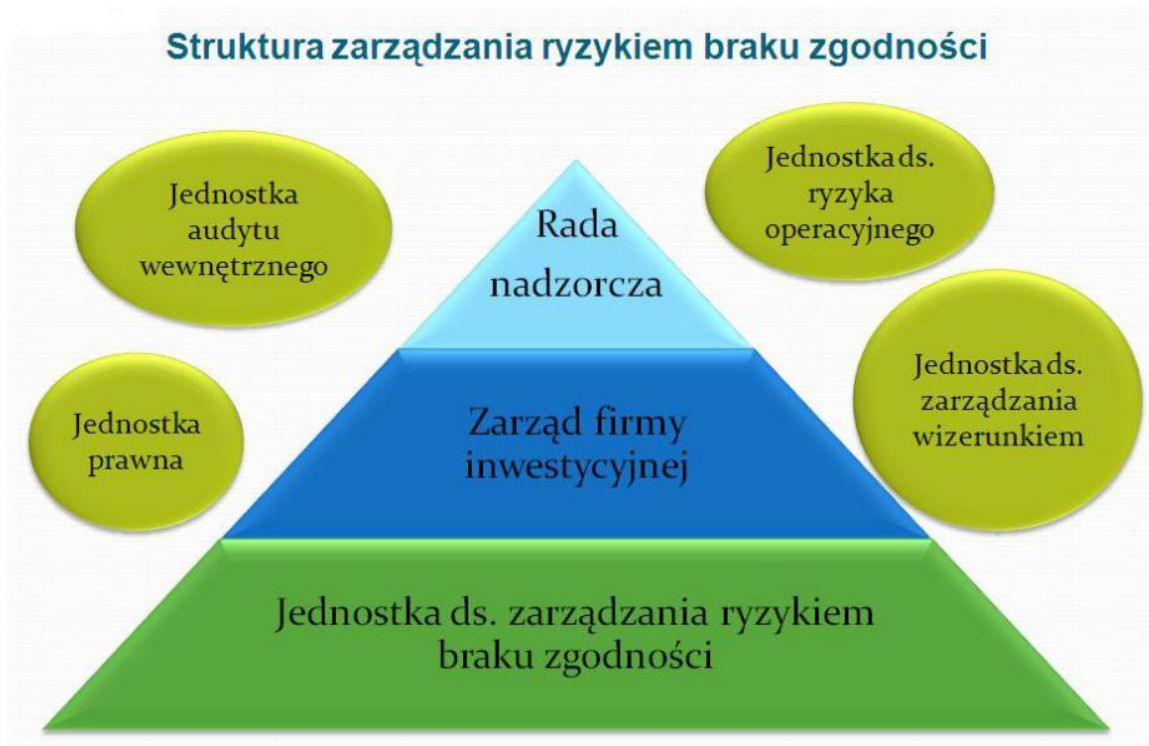 Struktura zarządzania ryzykiem braku zgodności
Jednostka
audytu
wewnętrznego
Jednostka ds.
ryzyka
operacyjnego
Rada
nadzorcza
Jednostka
prawna
Zarząd firmy
inwestycyjnej
Jednostka ds.
zarządzania
wizerunkiem
Jednostka ds. zarządzania ryzykiem
braku zgodności